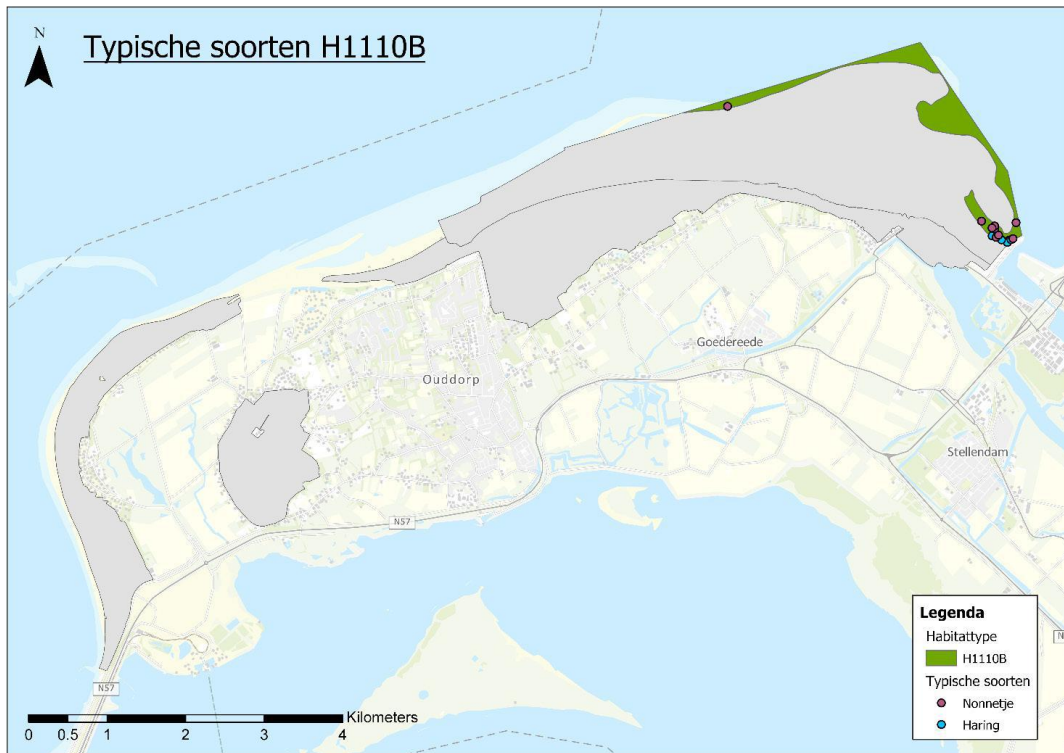 N
Typische soorten H1110B
Goedereede
Ouddorp
Stellendam
N57
N57
N
Kilometers
0 0.5 1 2 3 4
Legenda
Habitattype
H1110B
Typische soorten
Nonnetje
Haring